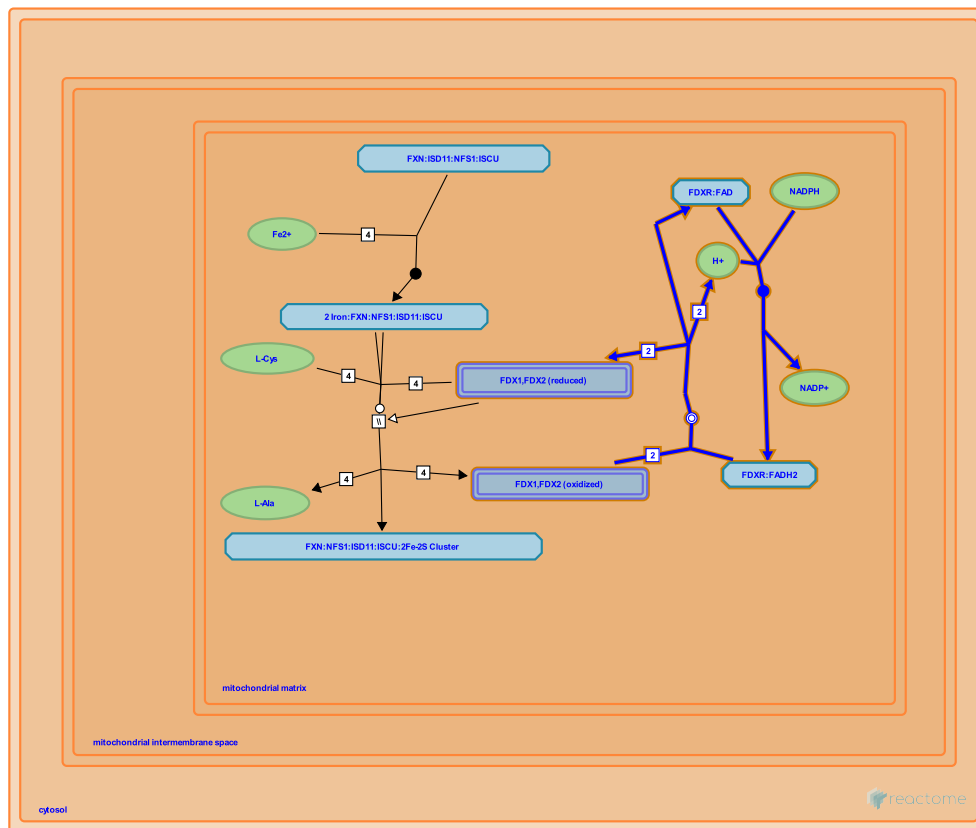 FXN:ISD11:NFS1:ISCU
FDXR:FAD
NADPH
Fe2+
4
H+
2
2 Iron:FXN:NFS1:ISD11:ISCU
L-Cys
4
4
2
FDX1,FDX2 (reduced)
NADP+
\\
2
L-Ala
4
4
FDX1,FDX2 (oxidized)
FDXR:FADH2
FXN:NFS1:ISD11:ISCU:2Fe-2S Cluster
mitochondrial matrix
mitochondrial intermembrane space
cytosol
reactome